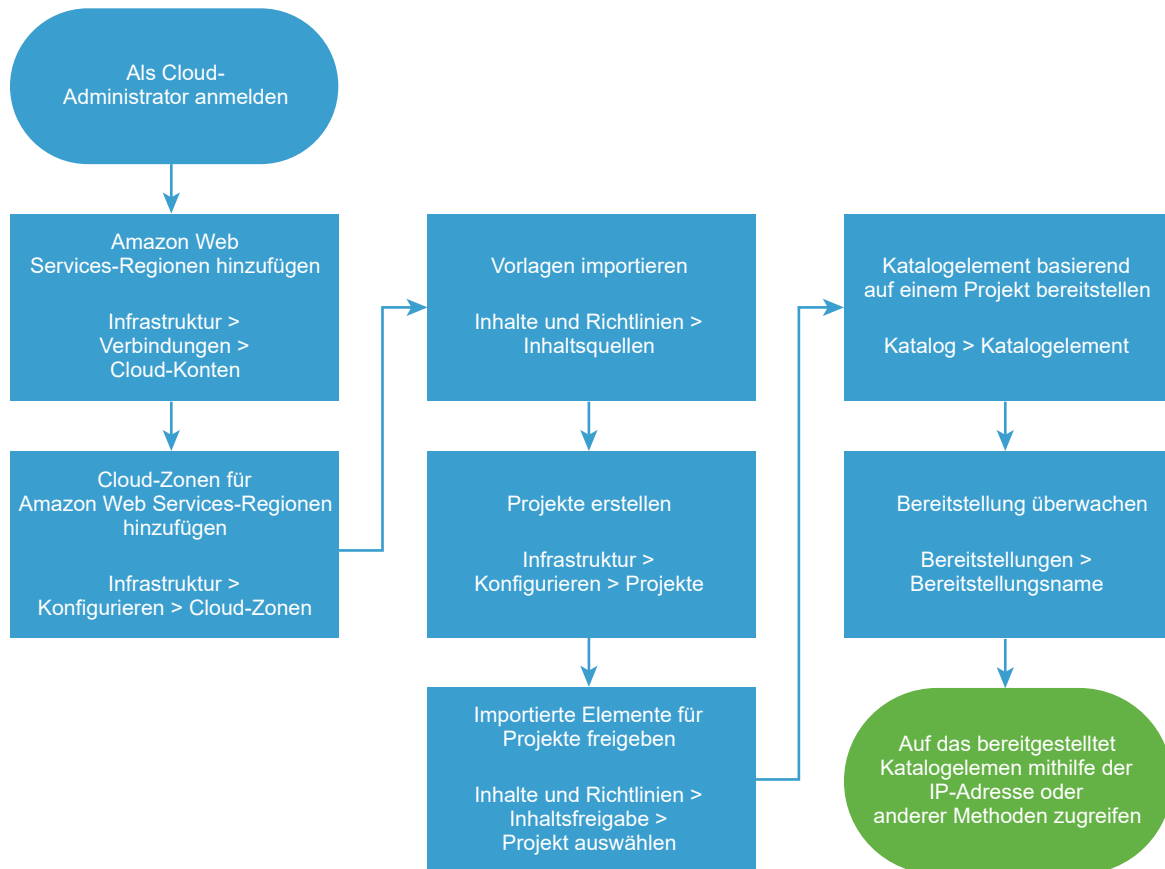 Als Cloud-
Administrator anmelden
Amazon Web
Services-Regionen hinzufügen
Infrastruktur >
Verbindungen >
Cloud-Konten
Cloud-Zonen für
Amazon Web Services-Regionen
hinzufügen
Infrastruktur >
Konfigurieren > Cloud-Zonen
Vorlagen importieren
Inhalte und Richtlinien >
Inhaltsquellen
Projekte erstellen
Infrastruktur >
Konfigurieren > Projekte
Importierte Elemente für
Projekte freigeben
Inhalte und Richtlinien >
Inhaltsfreigabe >
Projekt auswählen
Katalogelement basierend
auf einem Projekt bereitstellen
Katalog > Katalogelement
Bereitstellung überwachen
Bereitstellungen >
Bereitstellungsname
Auf das bereitgestelltet
Katalogelemen mithilfe der
IP-Adresse oder
anderer Methoden zugreifen